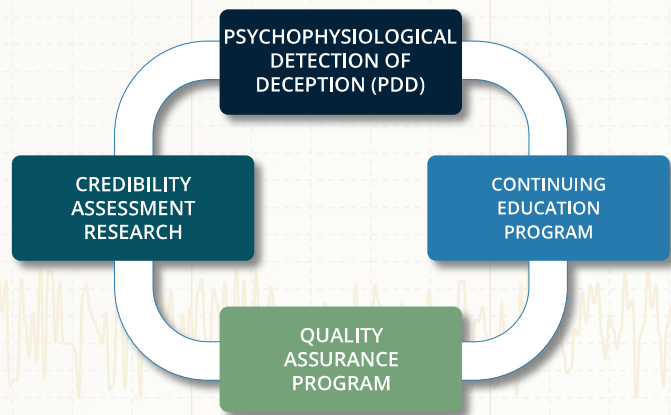 PSYCHOPHYSIOLOGICAL
DETECTION OF
DECEPTION (PDD)
CREDIBILITY
ASSESSMENT
RESEARCH
CONTINUING
EDUCATION
PROGRAM
QUALITY
ASSURANCE
PROGRAM